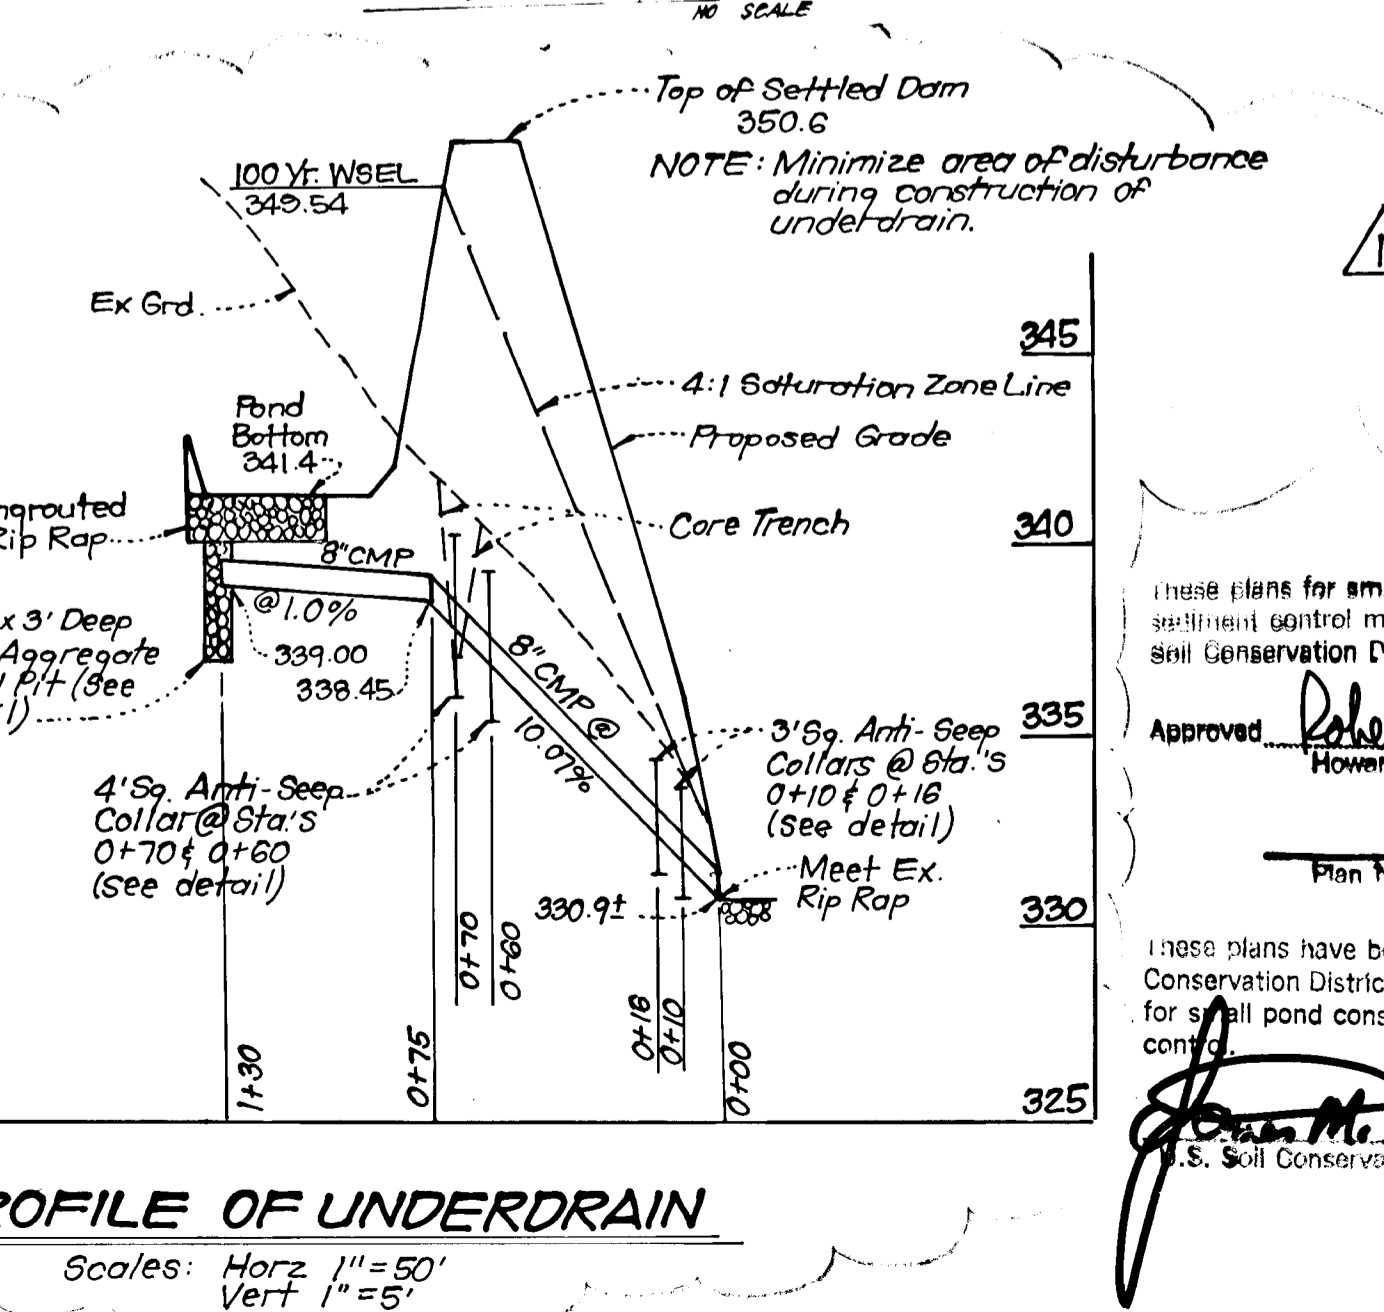 NO SCALE
Top of Settled Dam
350.6
NOTE: Minimize area of disturbance
during construction of
underdrain.
100 Yr. WSEL
349.54
Ex Grd.
345
4:1 Saturation Zone Line
Proposed Grade
Pond
Bottom
341.4
Rip Rap
Core Trench
340
8"CMP
@1.0%
x 3' Deep
Aggregate
Pit (See
339.00
338.45
8"CMP @
10.07%
335
3'Sq. Anti-Seep
Collars @ Sta.'s
0+10 & 0+16
(See detail)
4'Sq. Anti-Seep
Collar @ Sta.'s
0+70 & 0+60
(see detail)
Meet Ex.
Rip Rap
330.9±
330
0+70
0+60
0+16
0+10
1+30
0+75
0+00
325
OFILE OF UNDERDRAIN
Scales: Horz 1"=50'
Vert 1"=5'
These plans for sm
sediment control m
Soil Conservation D
Approved
Howar
Plan
These plans have b
Conservation Distric
for small pond cons
control.
U.S. Soil Conserva